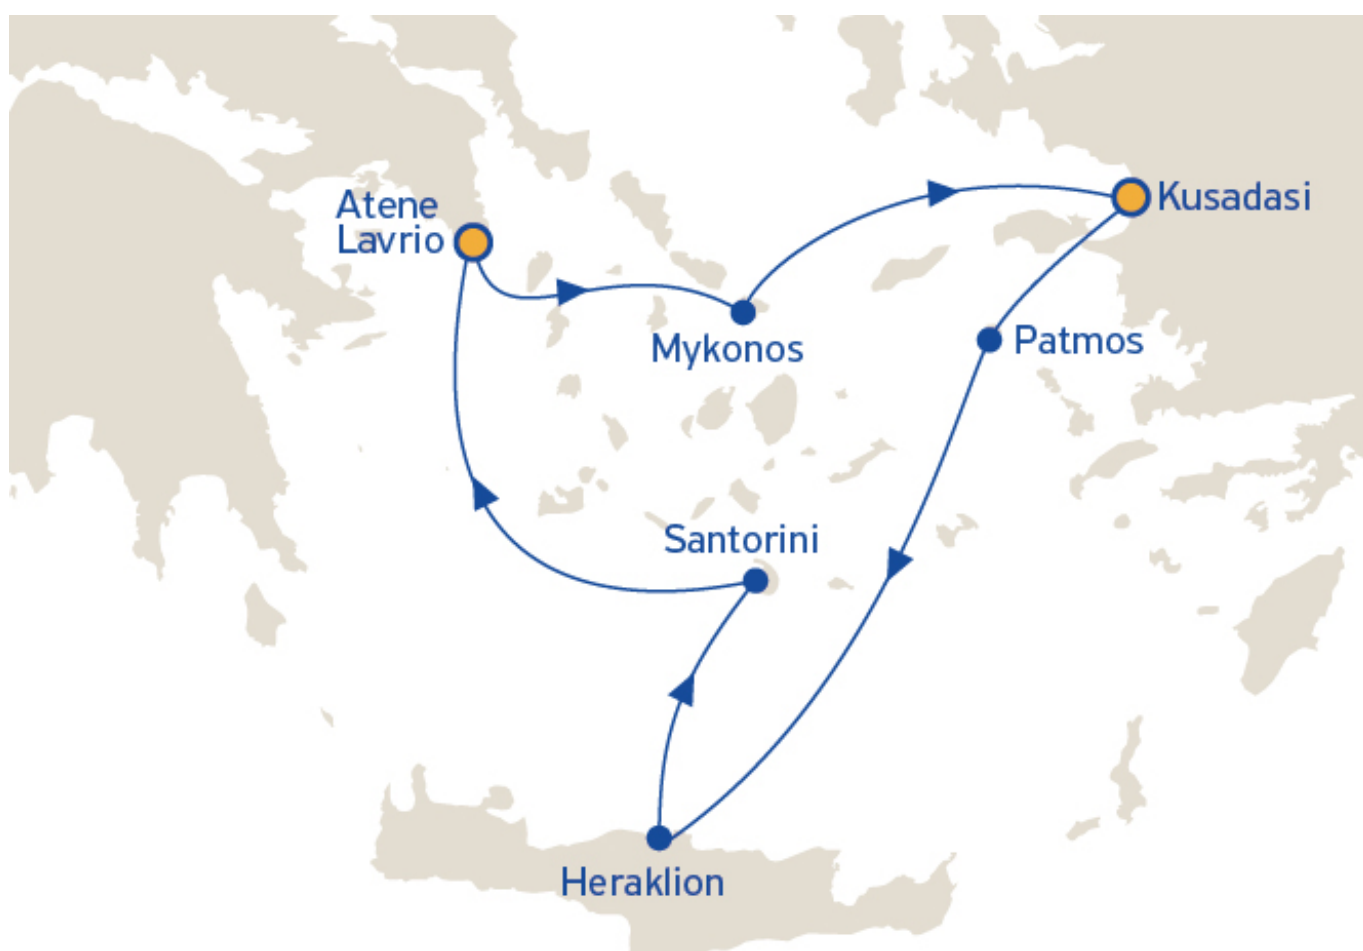 Atene
Lavrio
Kusadasi
Mykonos
Patmos
Santorini
Heraklion